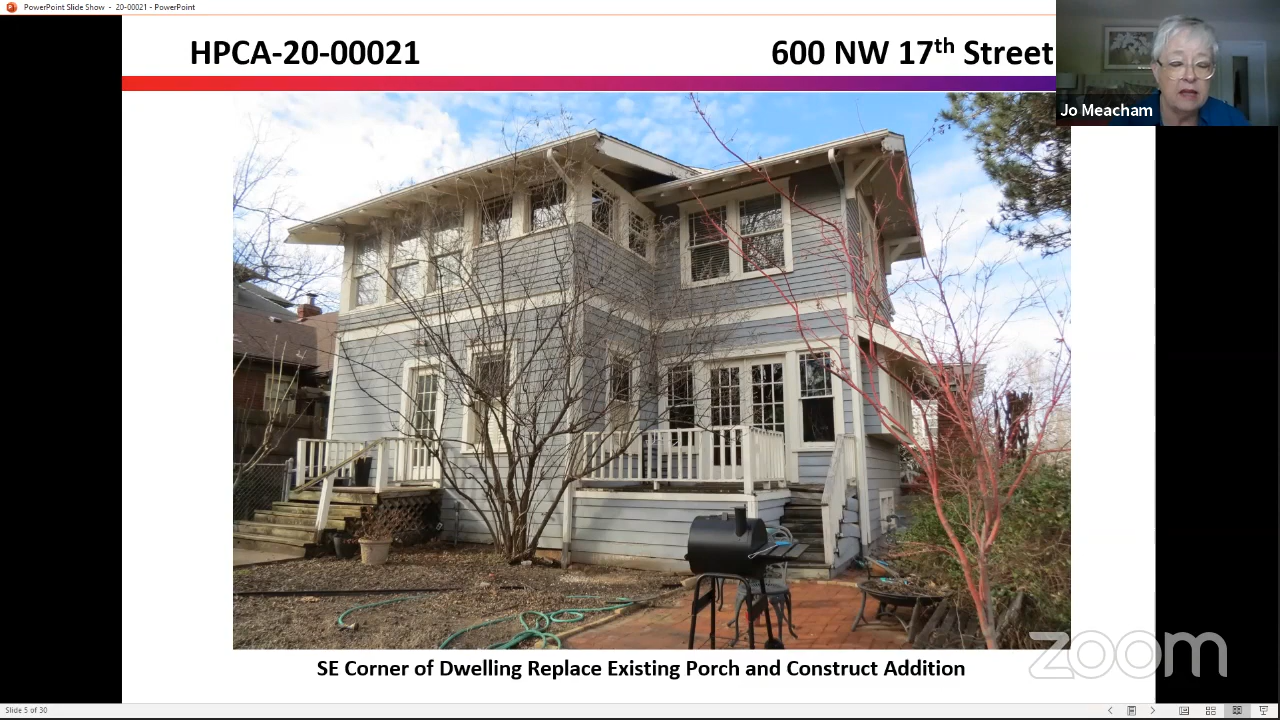 PowerPoint Slide Show - 20-00021 - PowerPoint
HPCA-20-00021
600 NW 17th Street
Jo Meacham
SE Corner of Dwelling Replace Existing Porch and Construct Addition
zoom
Slide 5 of 30